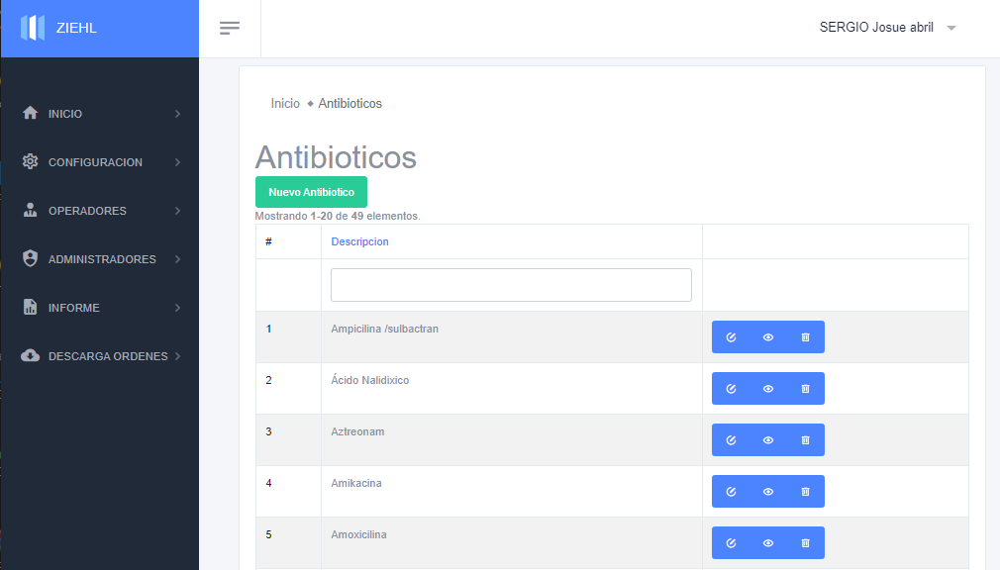 ZIEHL
SERGIO Josue abril
INICIO
CONFIGURACION
OPERADORES
ADMINISTRADORES
INFORME
DESCARGA ORDENES
Inicio ◆ Antibioticos
Antibioticos
Nuevo Antibiotico
Mostrando 1-20 de 49 elementos.
# Descripcion
1 Ampicilina /sulbactran
2 Ácido Nalidixico
3 Aztreonam
4 Amikacina
5 Amoxicilina